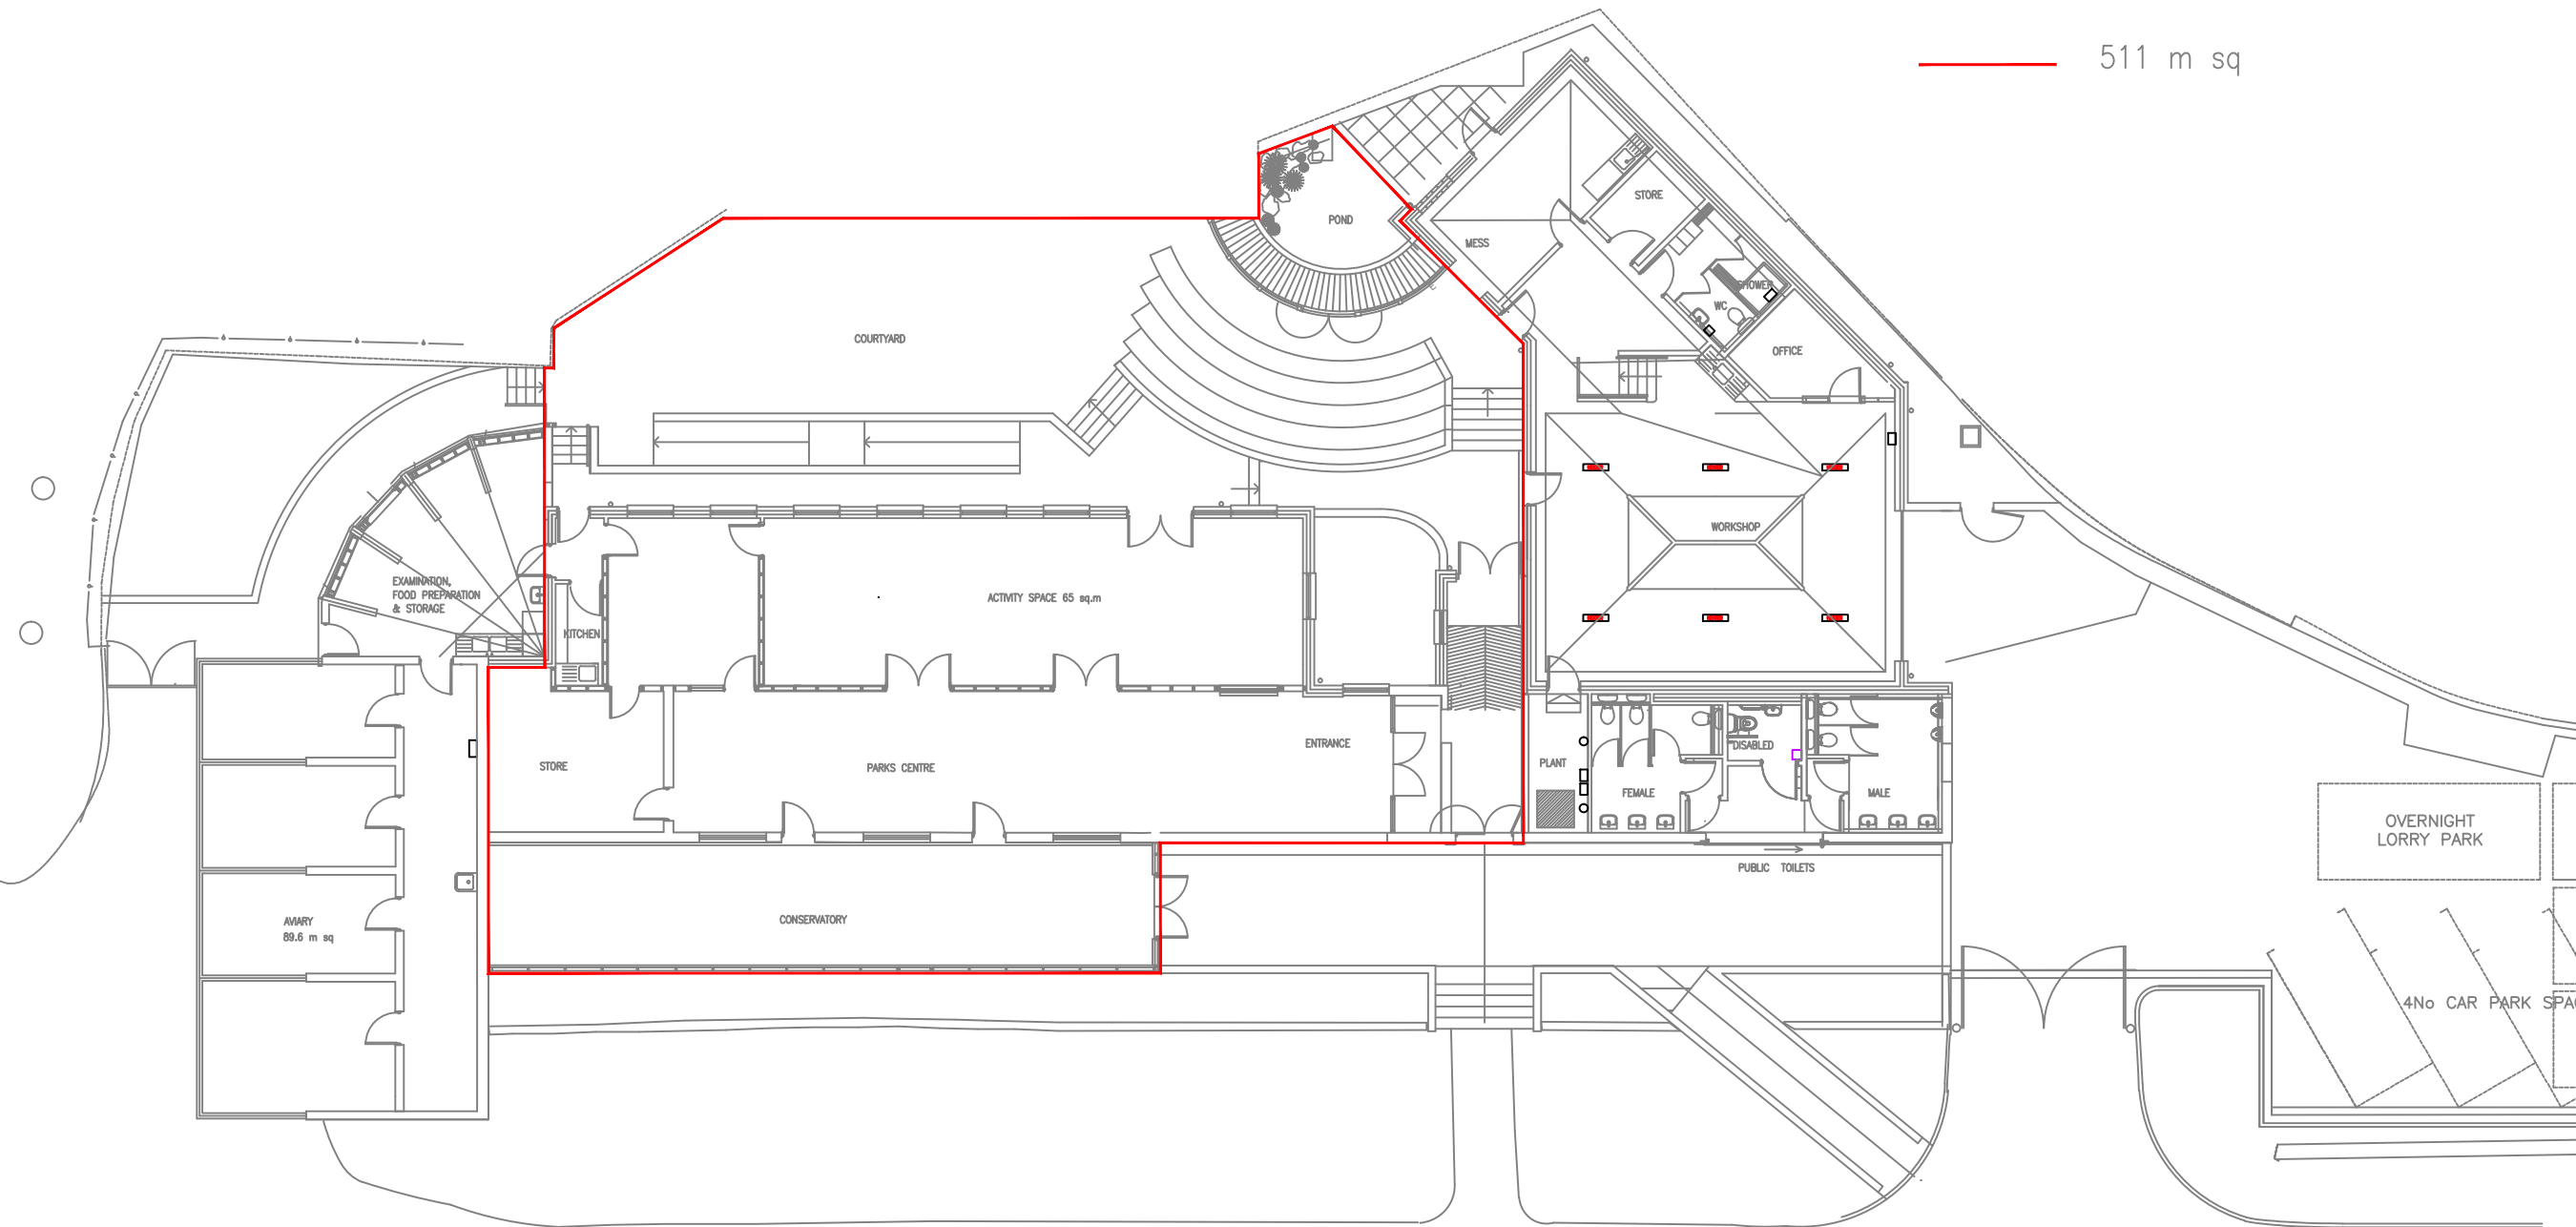 511 m sq
STORE
POND
MESS
SHOWER
WC
COURTYARD
OFFICE
WORKSHOP
EXAMINATION,
FOOD PREPARATION
& STORAGE
ACTIVITY SPACE 65 sq.m
KITCHEN
ENTRANCE
DISABLED
STORE
PARKS CENTRE
PLANT
FEMALE
MALE
OVERNIGHT
LORRY PARK
PUBLIC TOILETS
AVIARY
89.6 m sq
CONSERVATORY
4No CAR PARK